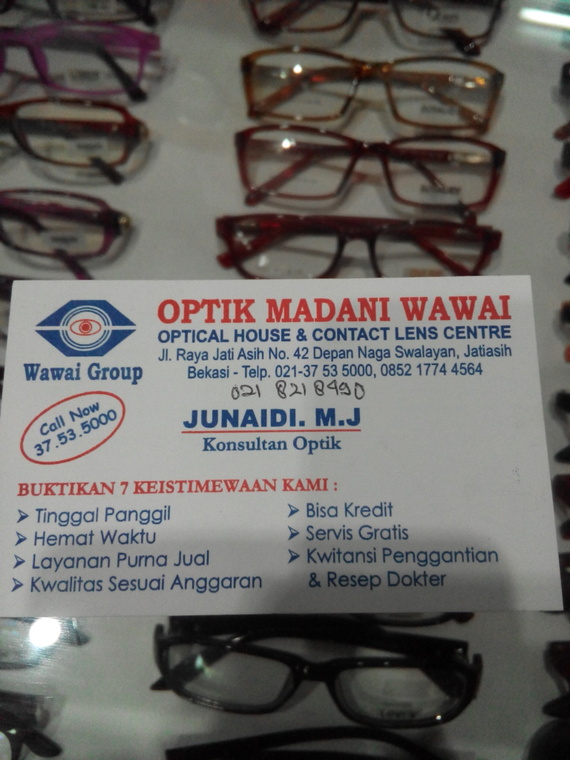 OPTIK MADANI WAWAI
OPTICAL HOUSE & CONTACT LENS CENTRE
Jl. Raya Jati Asih No. 42 Depan Naga Swalayan, Jatiasih
Bekasi - Telp. 021-37 53 5000, 0852 1774 4564
021 821 8490
Wawai Group
Call Now
37.53.5000
JUNAIDI. M.J
Konsultan Optik
BUKTIKAN 7 KEISTIMEWAAN KAMI :
➢ Tinggal Panggil
➢ Hemat Waktu
➢ Layanan Purna Jual
➢ Kwalitas Sesuai Anggaran
➢ Bisa Kredit
➢ Servis Gratis
➢ Kwitansi Penggantian
& Resep Dokter